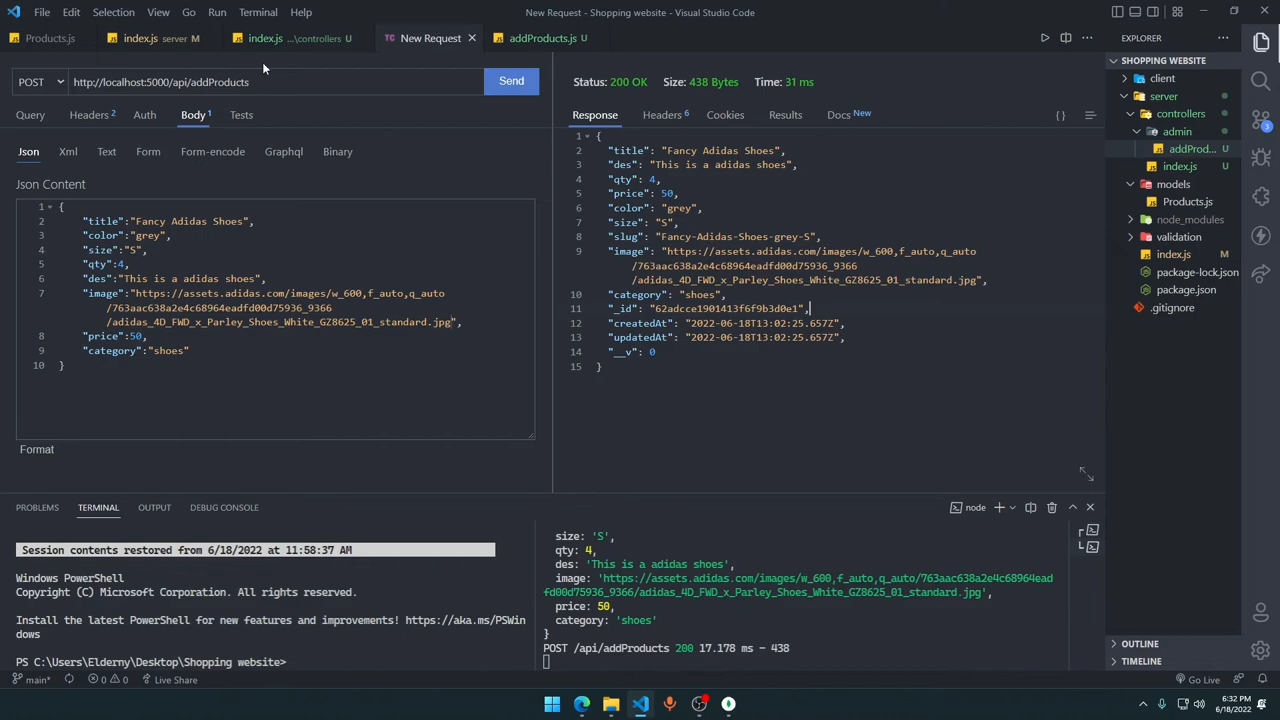 File Edit Selection View Go Run Terminal Help
New Request - Shopping website - Visual Studio Code
Products.js
index.js server M
index.js ...\controllers U
TC New Request
addProducts.js U
EXPLORER
POST
http://localhost:5000/api/addProducts
Send
Query Headers 2 Auth Body 1 Tests
Json Xml Text Form Form-encode Graphql Binary
Json Content
1 {
2 "title":"Fancy Adidas Shoes",
3 "color":"grey",
4 "size":"S",
5 "qty":4,
6 "des":"This is a adidas shoes",
7 "image":"https://assets.adidas.com/images/w_600,f_auto,q_auto
/763aac638a2e4c68964eadfd00d75936_9366
/adidas_4D_FWD_x_Parley_Shoes_White_GZ8625_01_standard.jpg",
8 "price":50,
9 "category":"shoes"
10 }
Format
Status: 200 OK Size: 438 Bytes Time: 31 ms
Response Headers 6 Cookies Results Docs New
{ }
1 {
2 "title": "Fancy Adidas Shoes",
3 "des": "This is a adidas shoes",
4 "qty": 4,
5 "price": 50,
6 "color": "grey",
7 "size": "S",
8 "slug": "Fancy-Adidas-Shoes-grey-S",
9 "image": "https://assets.adidas.com/images/w_600,f_auto,q_auto
/763aac638a2e4c68964eadfd00d75936_9366
/adidas_4D_FWD_x_Parley_Shoes_White_GZ8625_01_standard.jpg",
10 "category": "shoes",
11 "_id": "62adcce1901413f6f9b3d0e1",
12 "createdAt": "2022-06-18T13:02:25.657Z",
13 "updatedAt": "2022-06-18T13:02:25.657Z",
14 "__v": 0
15 }
SHOPPING WEBSITE
client
server
controllers
admin
addProd... U
index.js U
models
Products.js U
node_modules
validation
index.js M
package-lock.json U
package.json U
.gitignore
3
OUTLINE
TIMELINE
PROBLEMS TERMINAL OUTPUT DEBUG CONSOLE
node
Session contents restored from 6/18/2022 at 11:58:37 AM
Windows PowerShell
Copyright (C) Microsoft Corporation. All rights reserved.
Install the latest PowerShell for new features and improvements! https://aka.ms/PSWin
dows
PS C:\Users\Elderny\Desktop\Shopping website>
size: 'S',
qty: 4,
des: 'This is a adidas shoes',
image: 'https://assets.adidas.com/images/w_600,f_auto,q_auto/763aac638a2e4c68964ead
fd00d75936_9366/adidas_4D_FWD_x_Parley_Shoes_White_GZ8625_01_standard.jpg',
price: 50,
category: 'shoes'
}
POST /api/addProducts 200 17.178 ms - 438
main* 0 0 Live Share
Go Live
6:32 PM
6/18/2022